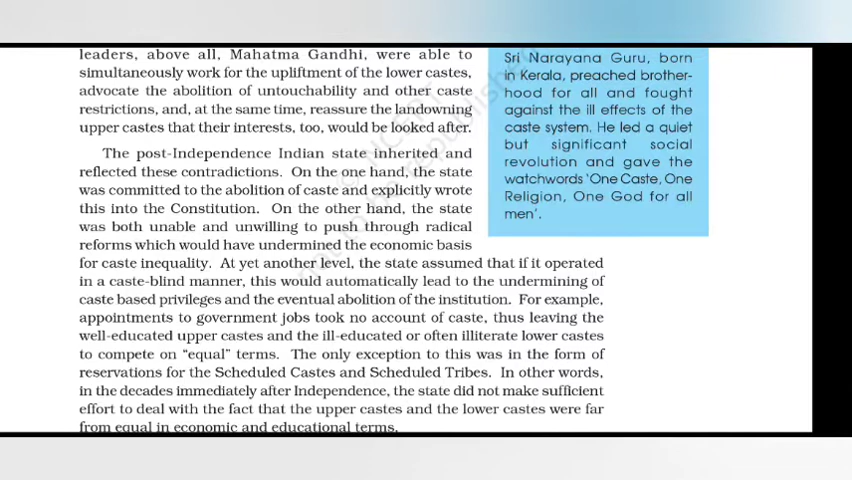 leaders, above all, Mahatma Gandhi, were able to
simultaneously work for the upliftment of the lower castes,
advocate the abolition of untouchability and other caste
restrictions, and, at the same time, reassure the landowning
upper castes that their interests, too, would be looked after.
The post-Independence Indian state inherited and
reflected these contradictions. On the one hand, the state
was committed to the abolition of caste and explicitly wrote
this into the Constitution. On the other hand, the state
was both unable and unwilling to push through radical
reforms which would have undermined the economic basis
for caste inequality. At yet another level, the state assumed that if it operated
in a caste-blind manner, this would automatically lead to the undermining of
caste based privileges and the eventual abolition of the institution. For example,
appointments to government jobs took no account of caste, thus leaving the
well-educated upper castes and the ill-educated or often illiterate lower castes
to compete on “equal” terms. The only exception to this was in the form of
reservations for the Scheduled Castes and Scheduled Tribes. In other words,
in the decades immediately after Independence, the state did not make sufficient
effort to deal with the fact that the upper castes and the lower castes were far
from equal in economic and educational terms.
Sri Narayana Guru, born
in Kerala, preached brother-
hood for all and fought
against the ill effects of the
caste system. He led a quiet
but significant social
revolution and gave the
watchwords ‘One Caste, One
Religion, One God for all
men’.
© NCERT
not to be republished